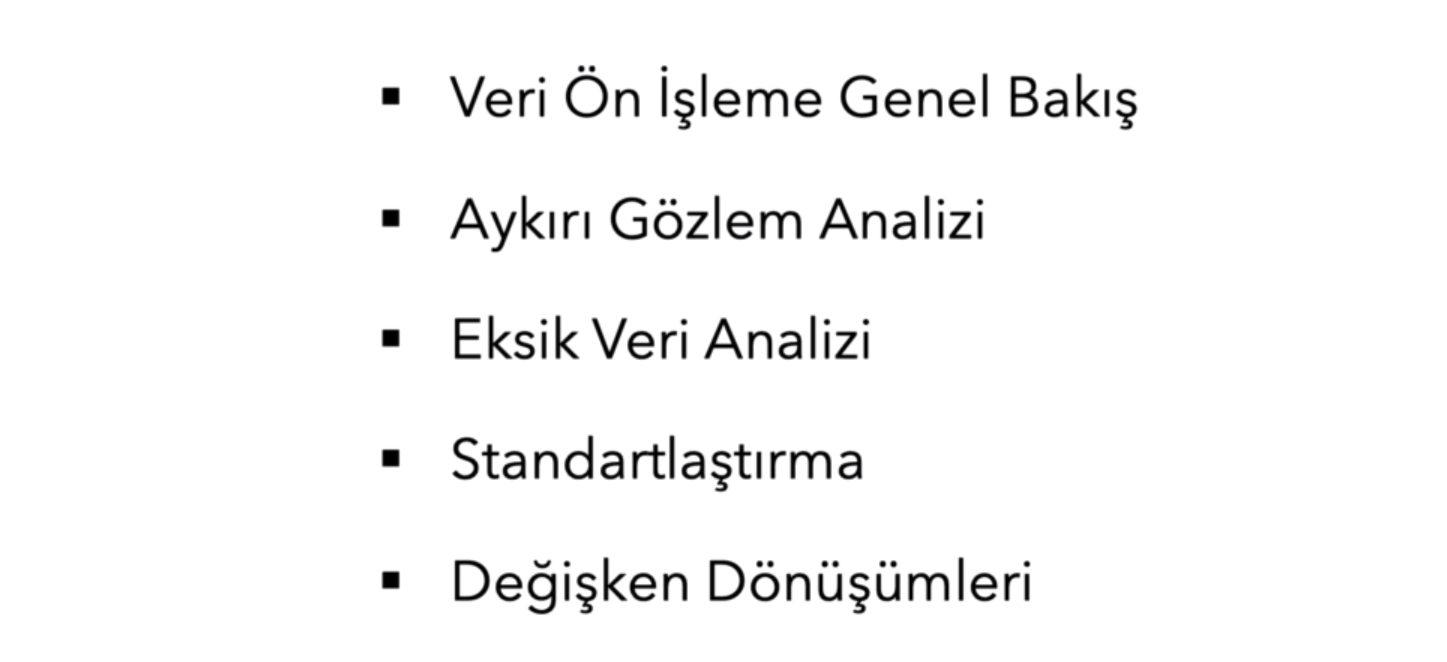 ▪ Veri Ön İşleme Genel Bakış
▪ Aykırı Gözlem Analizi
▪ Eksik Veri Analizi
▪ Standartlaştırma
▪ Değişken Dönüşümleri